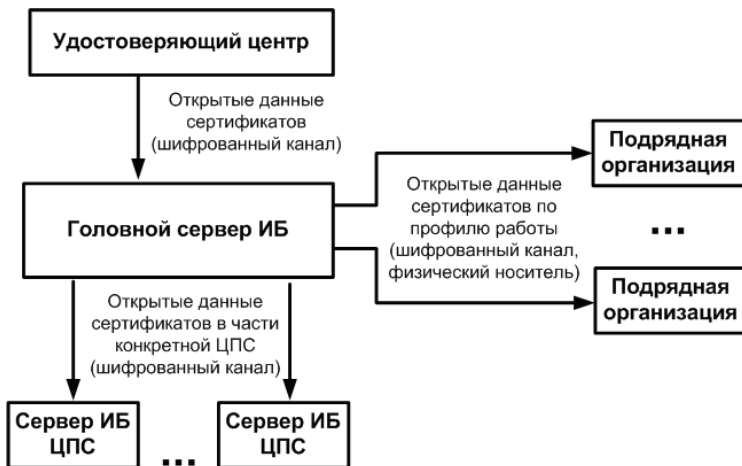 Удостоверяющий центр
Открытые данные
сертификатов
(шифрованный канал)
Головной сервер ИБ
Открытые данные
сертификатов по
профилю работы
(шифрованный канал,
физический носитель)
Подрядная
организация
...
Подрядная
организация
Открытые данные
сертификатов в части
конкретной ЦПС
(шифрованный канал)
Сервер ИБ
ЦПС
...
Сервер ИБ
ЦПС